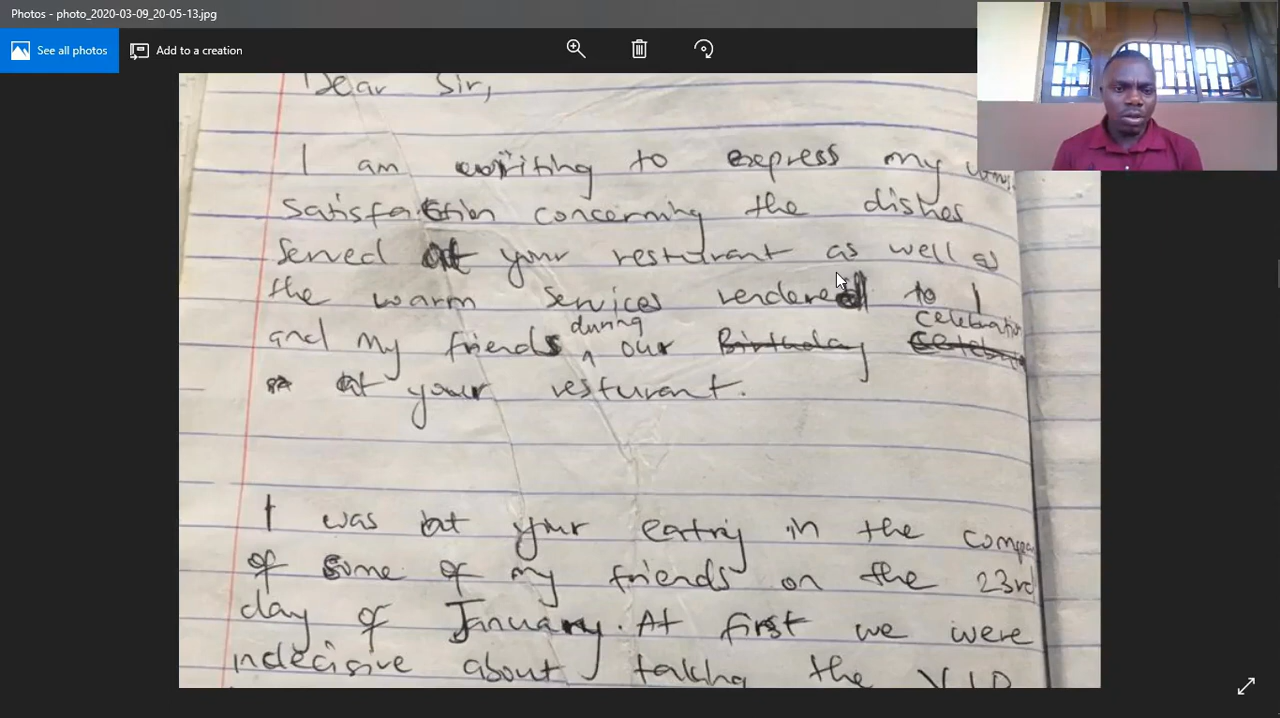 Photos - photo_2020-03-09_20-05-13.jpg
See all photos
Add to a creation
Dear Sir,
I am writing to express my
satisfaction concerning the dishes
served at your resturant as well as
the warm services rendered to I
during
celebration
and my friends ^ our Birthday
at your resturant.
I was at your eatry in the
of some of my friends on the 23rd
day of January. At first we were
indecisive about taking the V.I.P